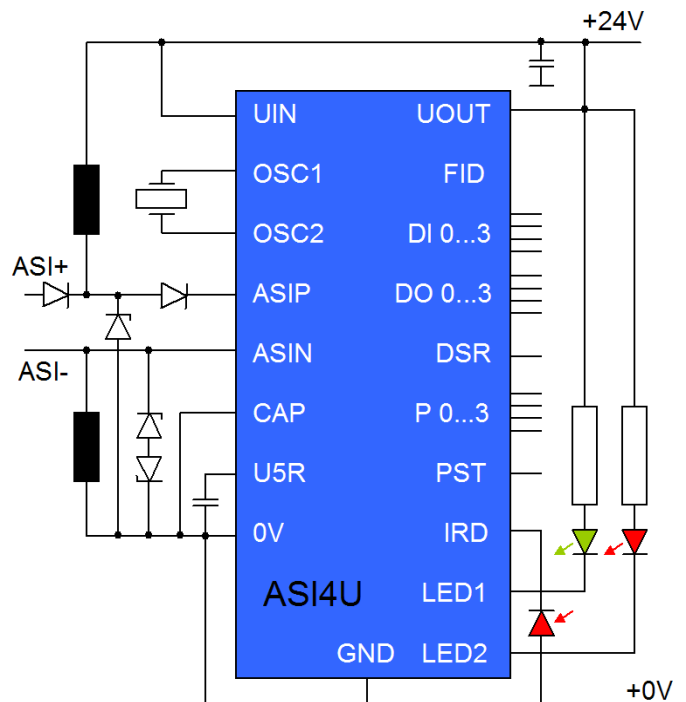 +24V
UIN UOUT
OSC1 FID
OSC2 DI 0...3
ASI+
ASIP DO 0...3
ASIN DSR
ASI-
CAP P 0...3
U5R PST
0V IRD
ASI4U LED1
GND LED2
+0V